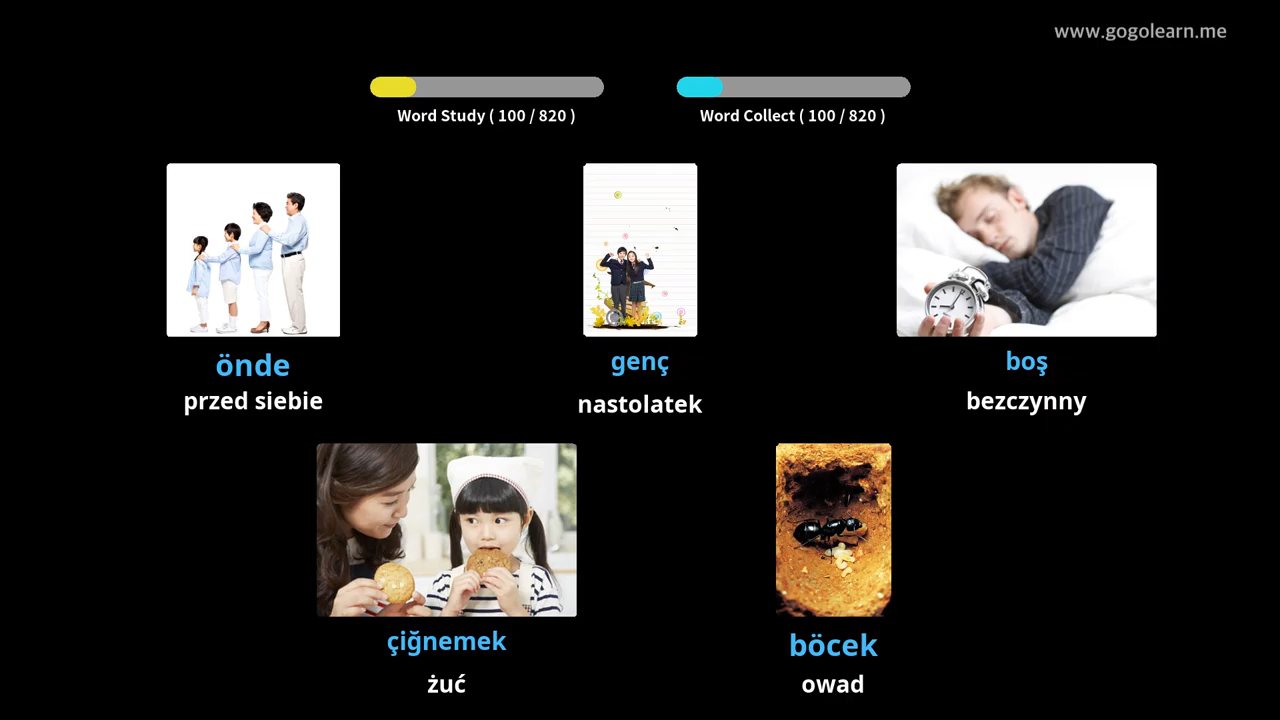 www.gogolearn.me
Word Study ( 100 / 820 )
Word Collect ( 100 / 820 )
önde
przed siebie
genç
nastolatek
boş
bezczynny
çiğnemek
żuć
böcek
owad